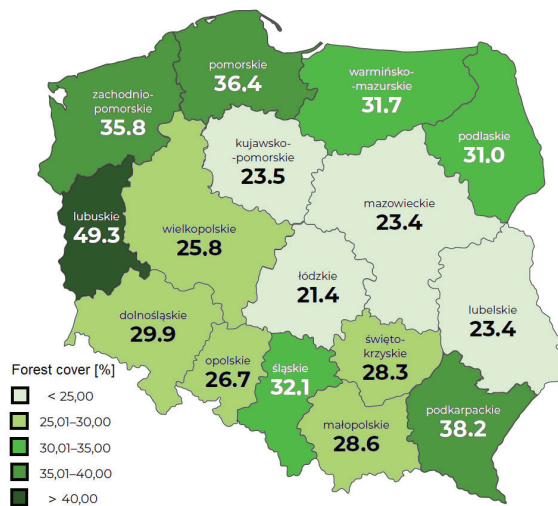 pomorskie
36.4
zachodnio-
pomorskie
35.8
warmińsko-
-mazurskie
31.7
podlaskie
31.0
kujawsko-
-pomorskie
23.5
mazowieckie
23.4
lubuskie
49.3
wielkopolskie
25.8
łódzkie
21.4
lubelskie
23.4
dolnośląskie
29.9
opolskie
26.7
śląskie
32.1
święto-
krzyskie
28.3
małopolskie
28.6
podkarpackie
38.2
Forest cover [%]
< 25,00
25,01–30,00
30,01–35,00
35,01–40,00
> 40,00